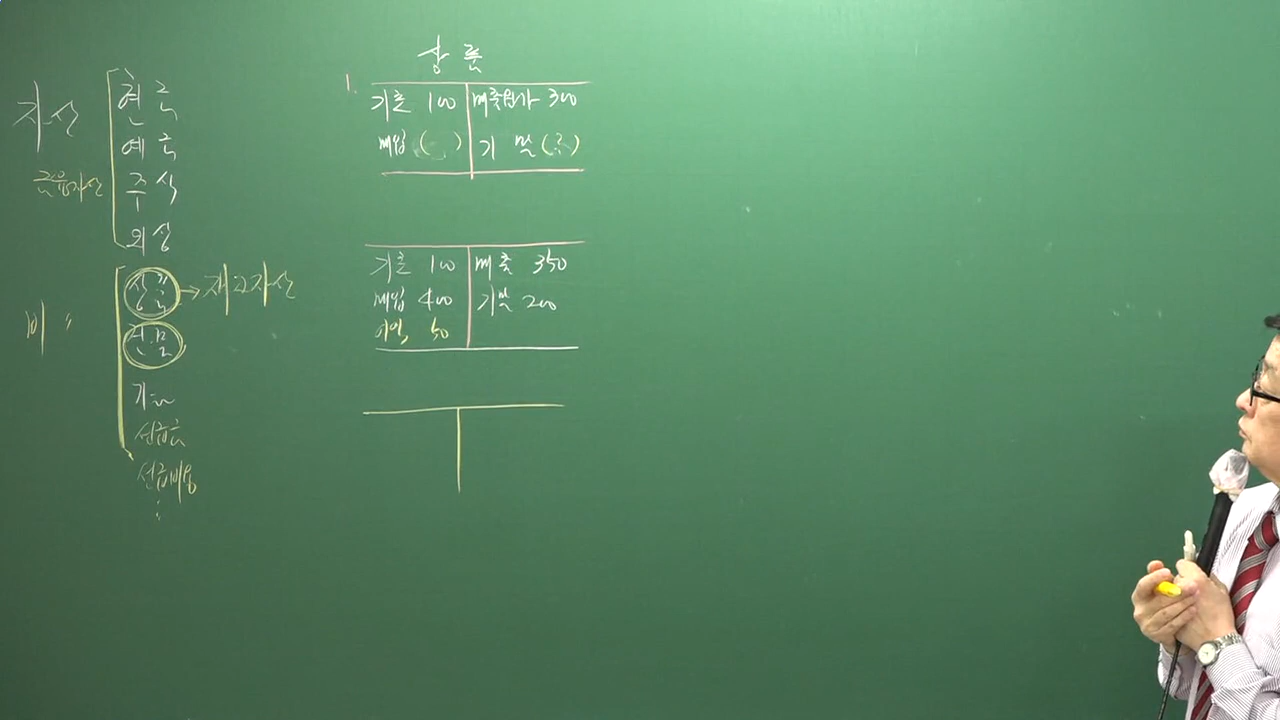 자산
현금
예금
금융자산
주식
외상
비 〃
상품 → 재고자산
건물
기계
선급금
선급비용
⋮
상 품
1.
기초 100 매출원가 300
매입 ( ) 기 말 ( )
기초 100 매출 350
매입 400 기말 200
이익 50